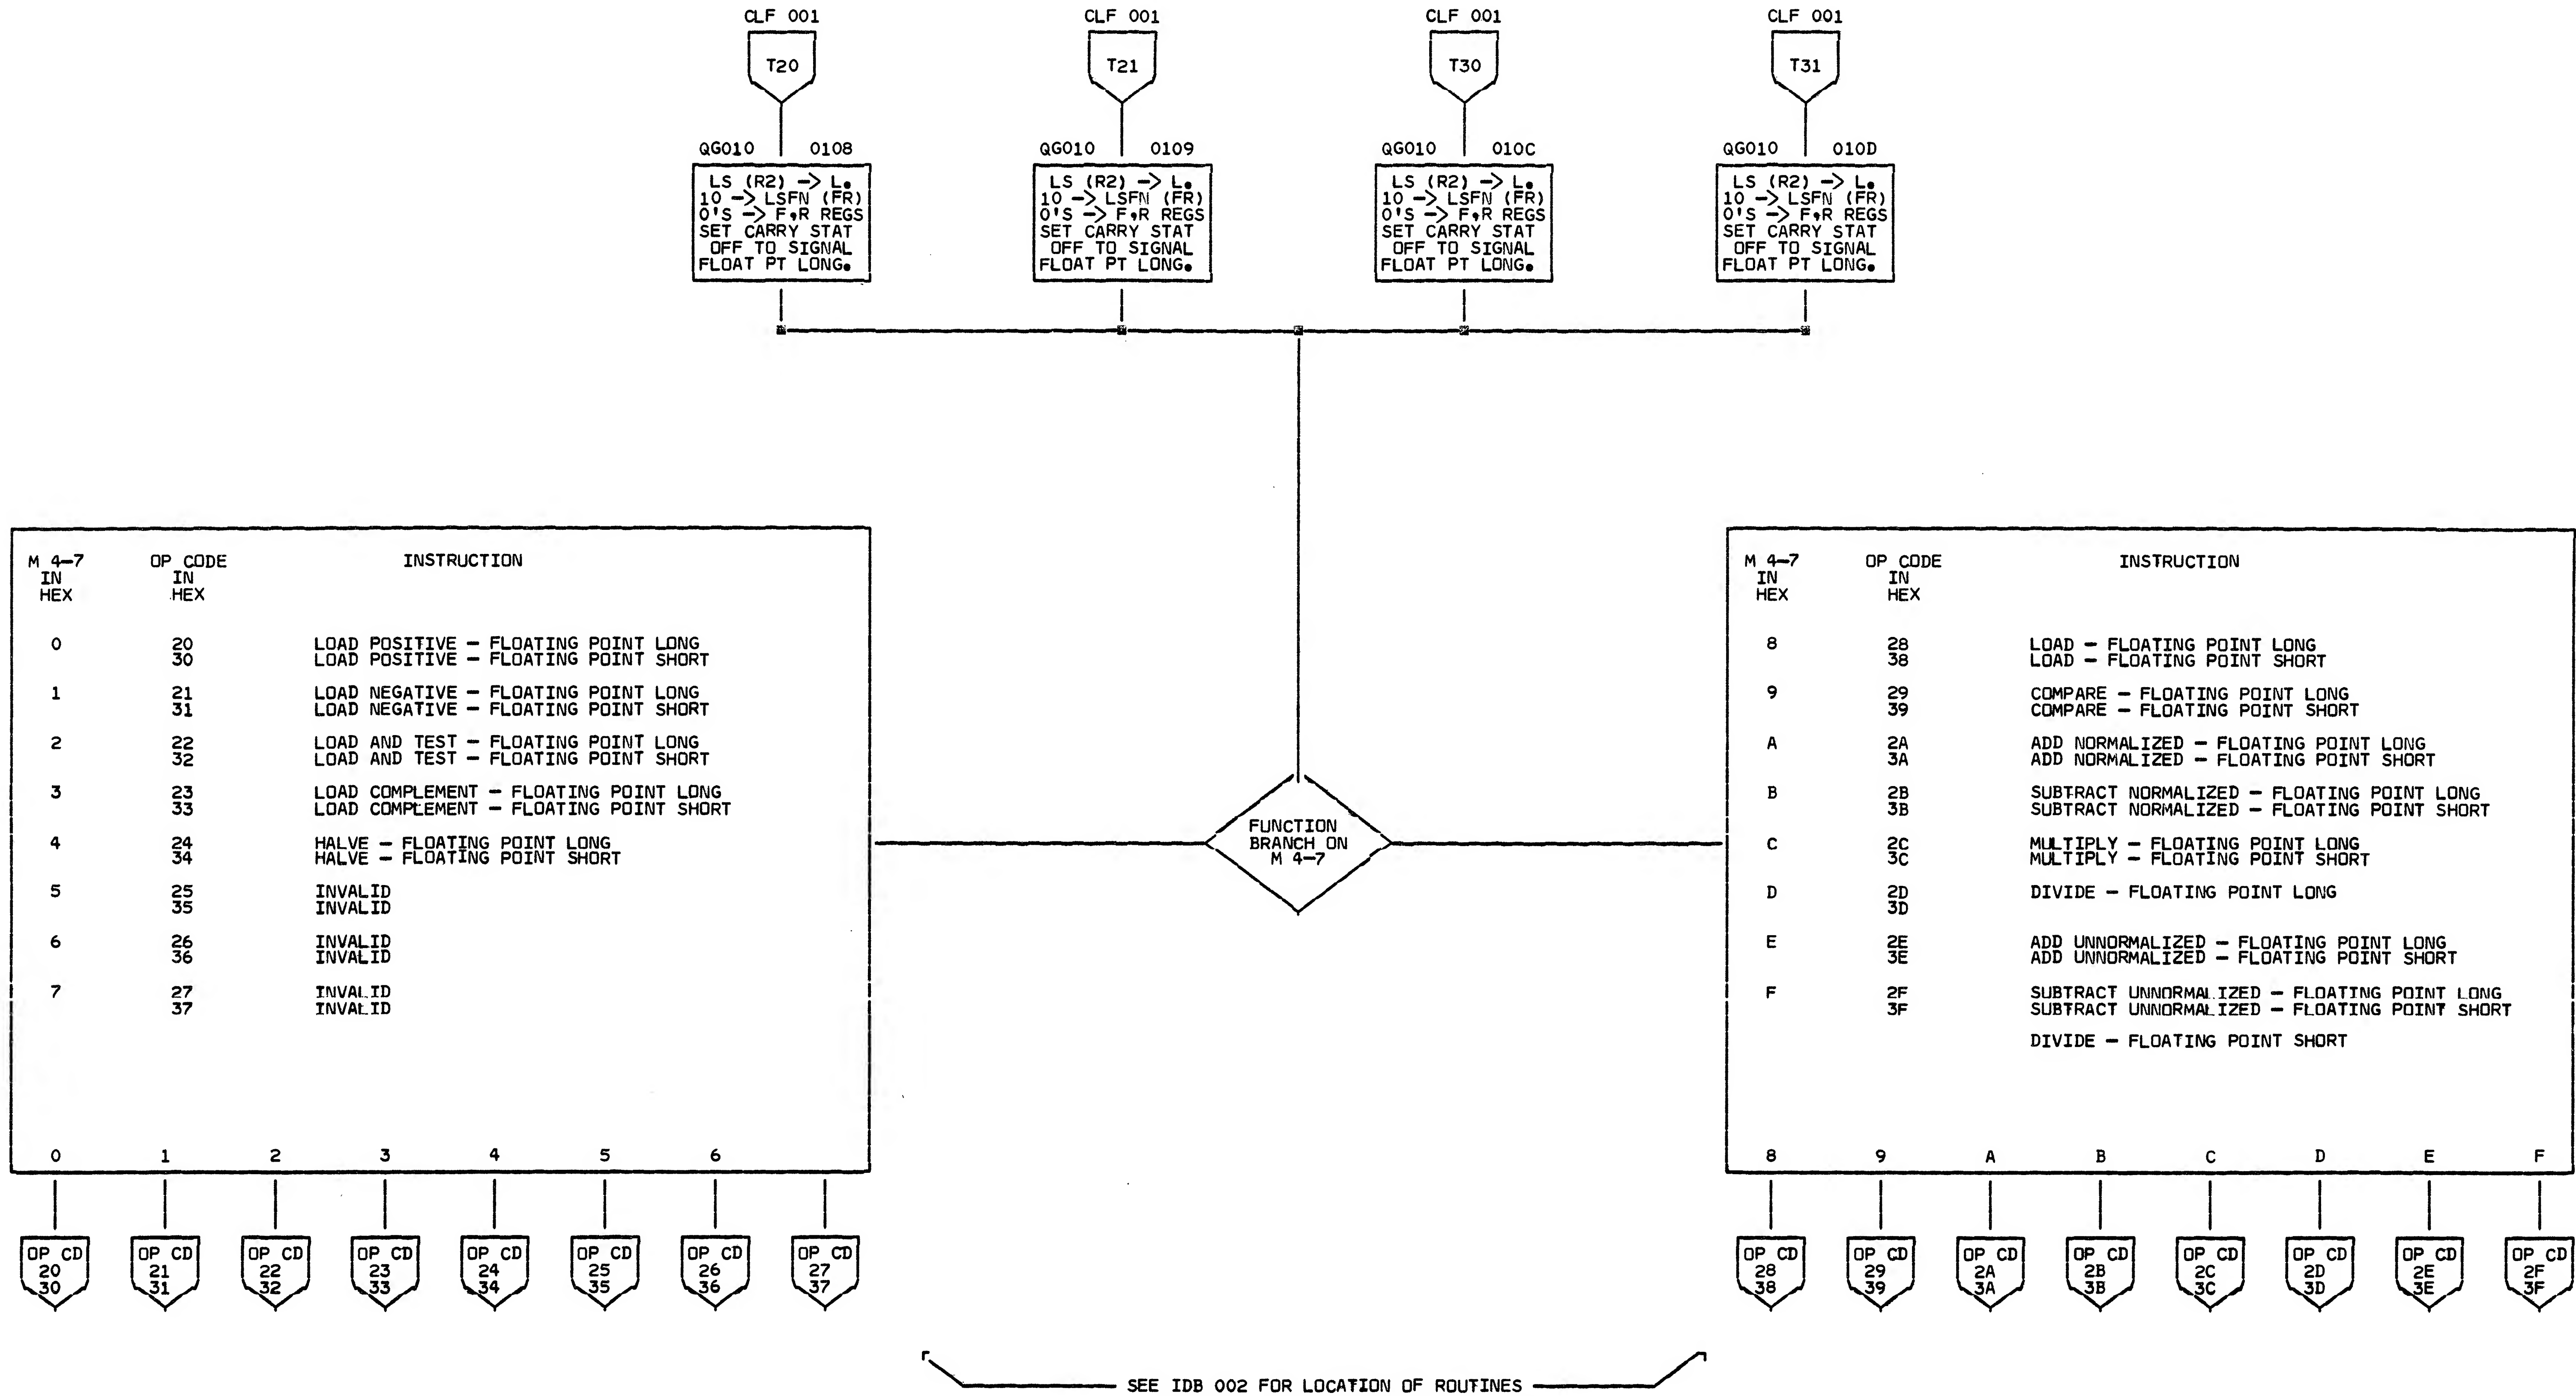 CLF 001 CLF 001 CLF 001 CLF 001
T20 T21 T30 T31
QG010 0108 QG010 0109 QG010 010C QG010 010D
LS (R2) -> L.
10 -> LSFN (FR)
0'S -> F,R REGS
SET CARRY STAT
OFF TO SIGNAL
FLOAT PT LONG.
LS (R2) -> L.
10 -> LSFN (FR)
0'S -> F,R REGS
SET CARRY STAT
OFF TO SIGNAL
FLOAT PT LONG.
LS (R2) -> L.
10 -> LSFN (FR)
0'S -> F,R REGS
SET CARRY STAT
OFF TO SIGNAL
FLOAT PT LONG.
LS (R2) -> L.
10 -> LSFN (FR)
0'S -> F,R REGS
SET CARRY STAT
OFF TO SIGNAL
FLOAT PT LONG.
M 4-7 OP CODE INSTRUCTION
IN IN
HEX HEX
0 20 LOAD POSITIVE - FLOATING POINT LONG
30 LOAD POSITIVE - FLOATING POINT SHORT
1 21 LOAD NEGATIVE - FLOATING POINT LONG
31 LOAD NEGATIVE - FLOATING POINT SHORT
2 22 LOAD AND TEST - FLOATING POINT LONG
32 LOAD AND TEST - FLOATING POINT SHORT
3 23 LOAD COMPLEMENT - FLOATING POINT LONG
33 LOAD COMPLEMENT - FLOATING POINT SHORT
4 24 HALVE - FLOATING POINT LONG
34 HALVE - FLOATING POINT SHORT
5 25 INVALID
35 INVALID
6 26 INVALID
36 INVALID
7 27 INVALID
37 INVALID
0 1 2 3 4 5 6
FUNCTION
BRANCH ON
M 4-7
M 4-7 OP CODE INSTRUCTION
IN IN
HEX HEX
8 28 LOAD - FLOATING POINT LONG
38 LOAD - FLOATING POINT SHORT
9 29 COMPARE - FLOATING POINT LONG
39 COMPARE - FLOATING POINT SHORT
A 2A ADD NORMALIZED - FLOATING POINT LONG
3A ADD NORMALIZED - FLOATING POINT SHORT
B 2B SUBTRACT NORMALIZED - FLOATING POINT LONG
3B SUBTRACT NORMALIZED - FLOATING POINT SHORT
C 2C MULTIPLY - FLOATING POINT LONG
3C MULTIPLY - FLOATING POINT SHORT
D 2D DIVIDE - FLOATING POINT LONG
3D
E 2E ADD UNNORMALIZED - FLOATING POINT LONG
3E ADD UNNORMALIZED - FLOATING POINT SHORT
F 2F SUBTRACT UNNORMALIZED - FLOATING POINT LONG
3F SUBTRACT UNNORMALIZED - FLOATING POINT SHORT
DIVIDE - FLOATING POINT SHORT
8 9 A B C D E F
OP CD OP CD OP CD OP CD OP CD OP CD OP CD OP CD
20 21 22 23 24 25 26 27
30 31 32 33 34 35 36 37
OP CD OP CD OP CD OP CD OP CD OP CD OP CD OP CD
28 29 2A 2B 2C 2D 2E 2F
38 39 3A 3B 3C 3D 3E 3F
SEE IDB 002 FOR LOCATION OF ROUTINES